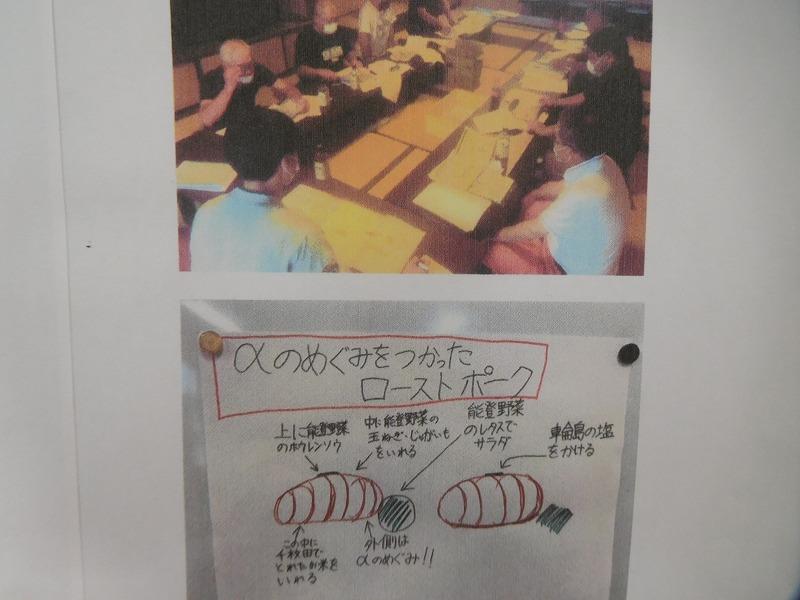 αのめぐみをつかった
ローストポーク
上に能登野菜
のホウレンソウ
中に能登野菜の
玉ねぎ・じゃがいも
をいれる
能登野菜
のレタスで
サラダ
輪島の塩
をかける
この中に
千枚田で
とれたお米を
いれる
外側は
αのめぐみ!!